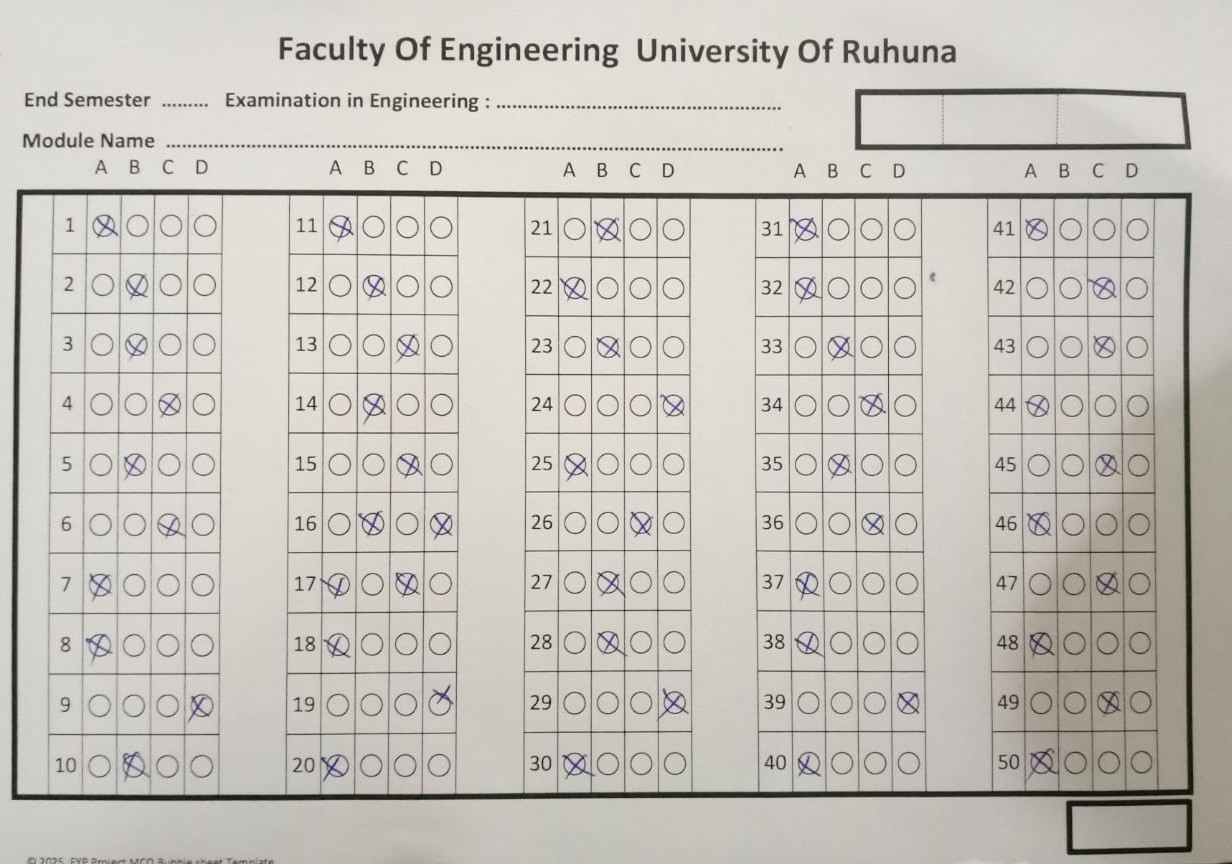 Faculty Of Engineering University Of Ruhuna
End Semester ......... Examination in Engineering : ................................................
Module Name ................................................................................................
A B C D A B C D A B C D A B C D A B C D
1 11 21 31 41
2 12 22 32 42
3 13 23 33 43
4 14 24 34 44
5 15 25 35 45
6 16 26 36 46
7 17 27 37 47
8 18 28 38 48
9 19 29 39 49
10 20 30 40 50
© 2025 FYP Project MCQ Bubble sheet Template